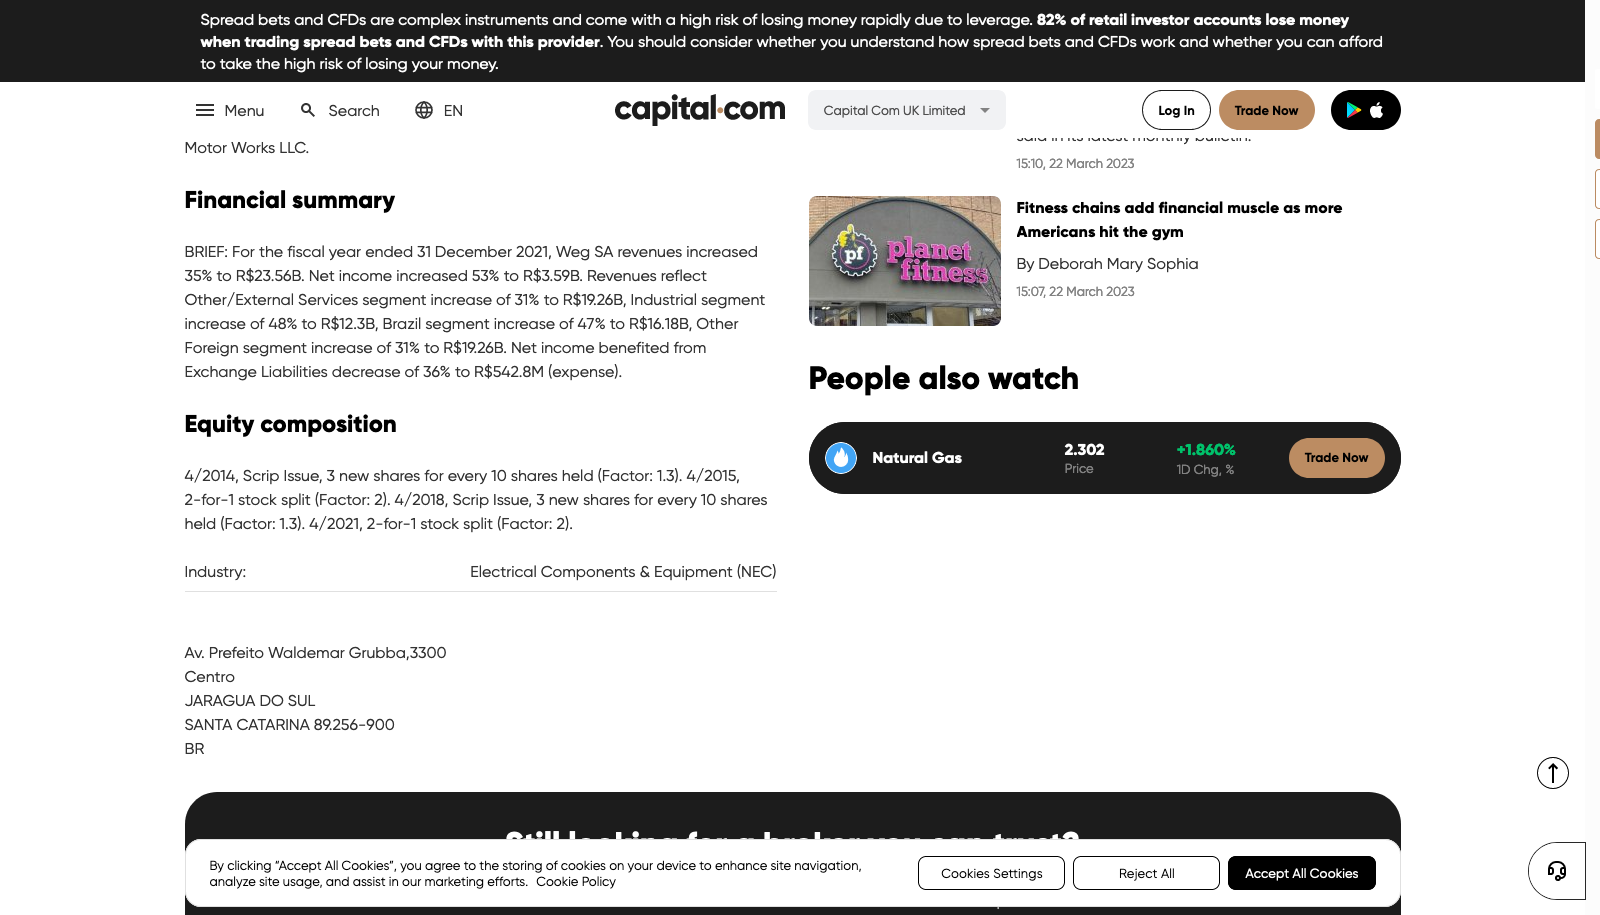 Spread bets and CFDs are complex instruments and come with a high risk of losing money rapidly due to leverage. 82% of retail investor accounts lose money
when trading spread bets and CFDs with this provider. You should consider whether you understand how spread bets and CFDs work and whether you can afford
to take the high risk of losing your money.
Menu
Search
EN
capital.com
Capital Com UK Limited
Log In
Trade Now
Motor Works LLC.
Financial summary
BRIEF: For the fiscal year ended 31 December 2021, Weg SA revenues increased
35% to R$23.56B. Net income increased 53% to R$3.59B. Revenues reflect
Other/External Services segment increase of 31% to R$19.26B, Industrial segment
increase of 48% to R$12.3B, Brazil segment increase of 47% to R$16.18B, Other
Foreign segment increase of 31% to R$19.26B. Net income benefited from
Exchange Liabilities decrease of 36% to R$542.8M (expense).
Equity composition
4/2014, Scrip Issue, 3 new shares for every 10 shares held (Factor: 1.3). 4/2015,
2-for-1 stock split (Factor: 2). 4/2018, Scrip Issue, 3 new shares for every 10 shares
held (Factor: 1.3). 4/2021, 2-for-1 stock split (Factor: 2).
Industry:
Electrical Components & Equipment (NEC)
Av. Prefeito Waldemar Grubba,3300
Centro
JARAGUA DO SUL
SANTA CATARINA 89.256-900
BR
said in its latest monthly bulletin.
15:10, 22 March 2023
pf
planet
fitness
Fitness chains add financial muscle as more
Americans hit the gym
By Deborah Mary Sophia
15:07, 22 March 2023
People also watch
Natural Gas
2.302
Price
+1.860%
1D Chg, %
Trade Now
Still looking for a broker you can trust?
By clicking “Accept All Cookies”, you agree to the storing of cookies on your device to enhance site navigation,
analyze site usage, and assist in our marketing efforts. Cookie Policy
Cookies Settings
Reject All
Accept All Cookies